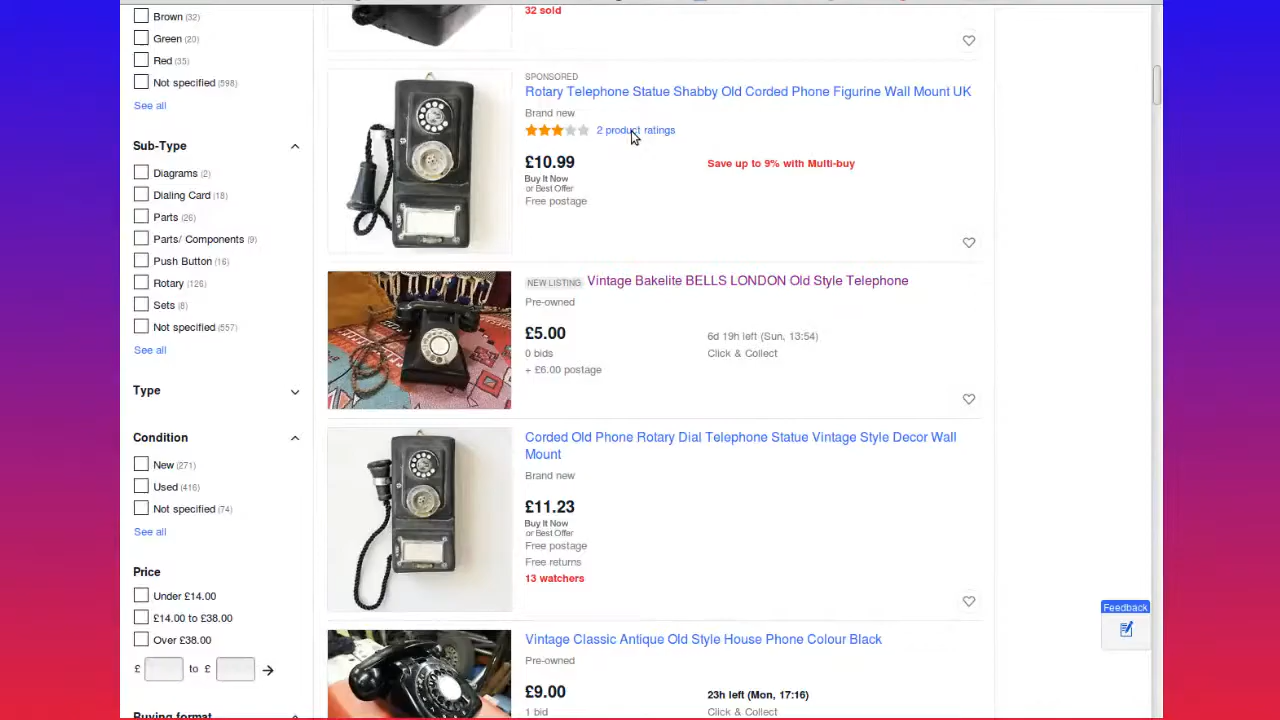 Brown (32)
Green (20)
Red (35)
Not specified (598)
See all
Sub-Type
Diagrams (2)
Dialing Card (18)
Parts (26)
Parts/ Components (9)
Push Button (16)
Rotary (126)
Sets (8)
Not specified (557)
See all
Type
Condition
New (271)
Used (416)
Not specified (74)
See all
Price
Under £14.00
£14.00 to £38.00
Over £38.00
£ to £
Buying format
32 sold
SPONSORED
Rotary Telephone Statue Shabby Old Corded Phone Figurine Wall Mount UK
Brand new
2 product ratings
£10.99
Save up to 9% with Multi-buy
Buy It Now
or Best Offer
Free postage
NEW LISTING Vintage Bakelite BELLS LONDON Old Style Telephone
Pre-owned
£5.00
6d 19h left (Sun, 13:54)
0 bids
Click & Collect
+ £6.00 postage
Corded Old Phone Rotary Dial Telephone Statue Vintage Style Decor Wall
Mount
Brand new
£11.23
Buy It Now
or Best Offer
Free postage
Free returns
13 watchers
Vintage Classic Antique Old Style House Phone Colour Black
Pre-owned
£9.00
23h left (Mon, 17:16)
1 bid
Click & Collect
Feedback